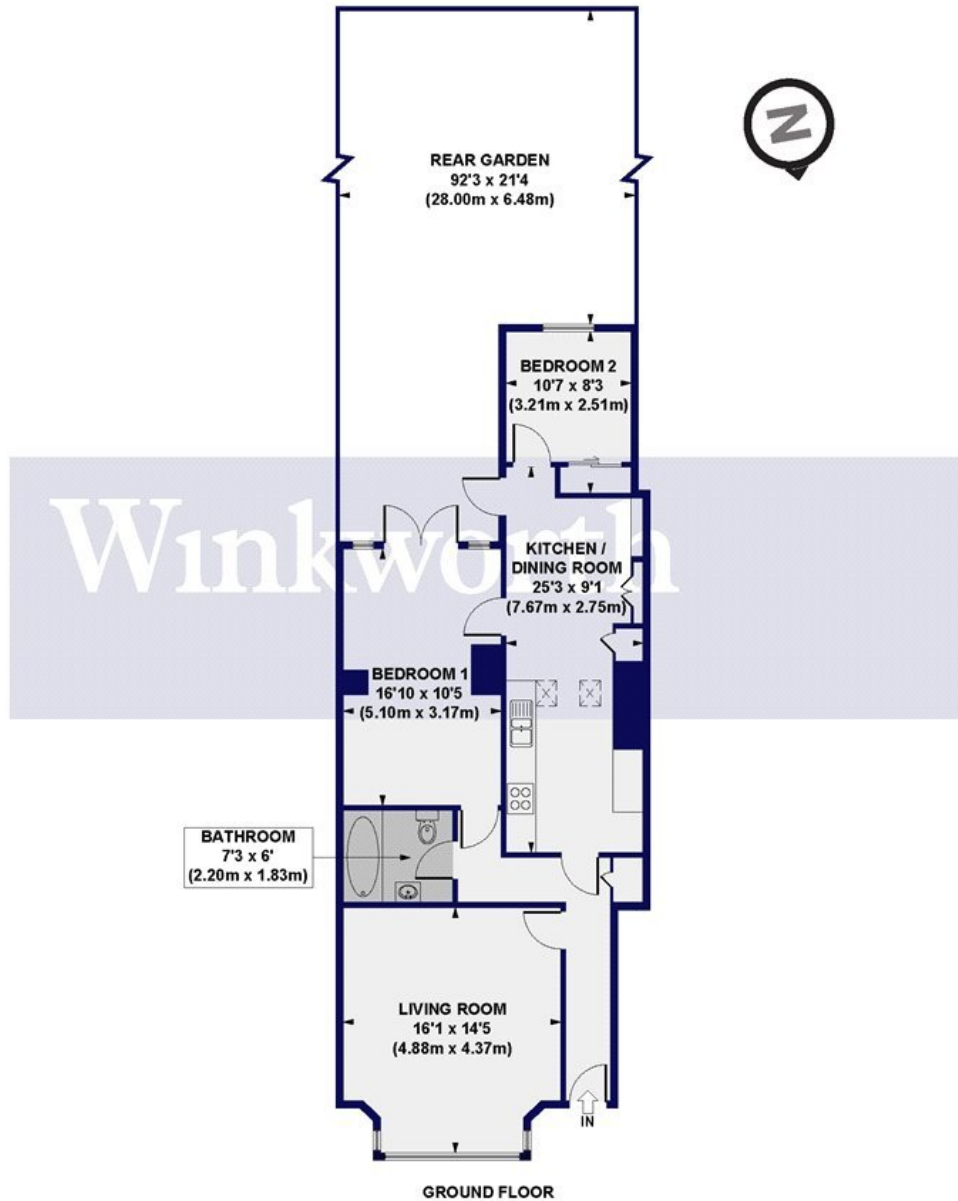 N
REAR GARDEN
92'3 x 21'4
(28.00m x 6.48m)
BEDROOM 2
10'7 x 8'3
(3.21m x 2.51m)
Winkworth
KITCHEN /
DINING ROOM
25'3 x 9'1
(7.67m x 2.75m)
BEDROOM 1
16'10 x 10'5
(5.10m x 3.17m)
BATHROOM
7'3 x 6'
(2.20m x 1.83m)
LIVING ROOM
16'1 x 14'5
(4.88m x 4.37m)
IN
GROUND FLOOR